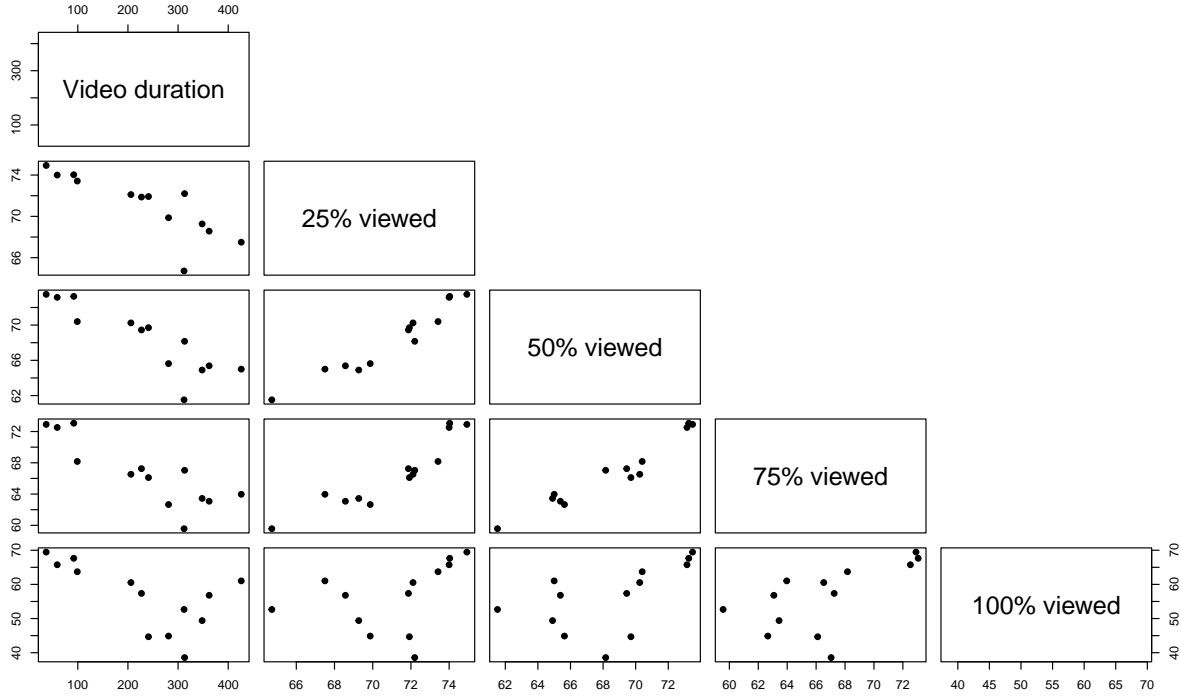 100 200 300 400
100 300
Video duration
66 70 74
25% viewed
62 66 70
50% viewed
60 64 68 72
75% viewed
40 50 60 70
100% viewed
40 50 60 70
100 200 300 400
66 68 70 72 74
62 64 66 68 70 72
60 62 64 66 68 70 72
40 45 50 55 60 65 70